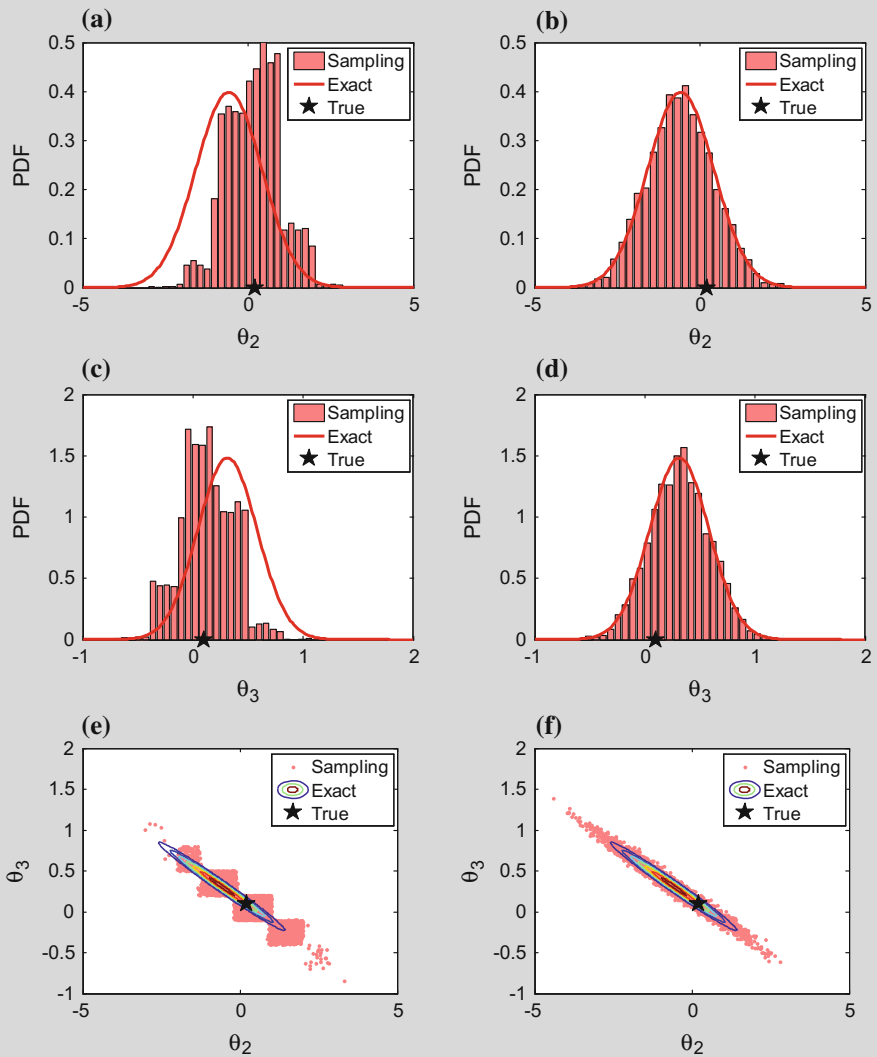 (a)
0.5
0.4
0.3
0.2
0.1
0
PDF
Sampling
Exact
True
-5
0
5
θ2
(b)
0.5
0.4
0.3
0.2
0.1
0
PDF
Sampling
Exact
True
-5
0
5
θ2
(c)
2
1.5
1
0.5
0
PDF
Sampling
Exact
True
-1
0
1
2
θ3
(d)
2
1.5
1
0.5
0
PDF
Sampling
Exact
True
-1
0
1
2
θ3
(e)
2
1.5
1
0.5
0
-0.5
-1
θ3
Sampling
Exact
True
-5
0
5
θ2
(f)
2
1.5
1
0.5
0
-0.5
-1
θ3
Sampling
Exact
True
-5
0
5
θ2